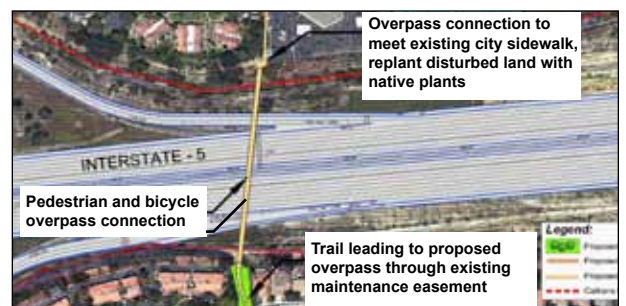 Overpass connection to
meet existing city sidewalk,
replant disturbed land with
native plants
INTERSTATE - 5
Pedestrian and bicycle
overpass connection
Trail leading to proposed
overpass through existing
maintenance easement
Legend: